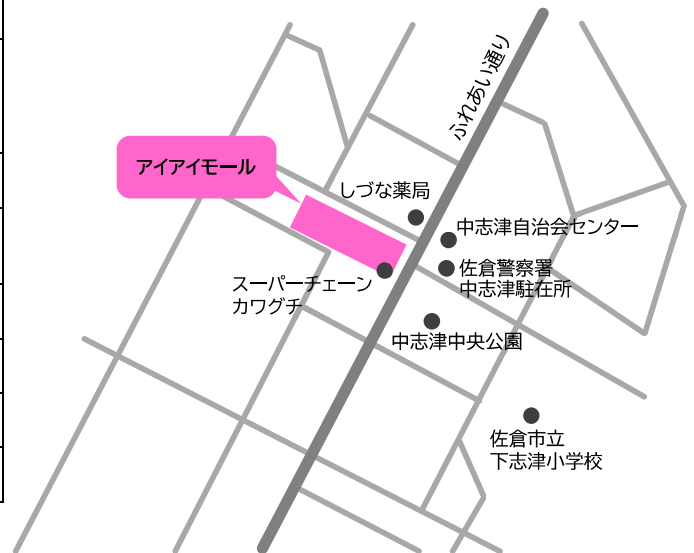 ふれあい通り
アイアイモール
しづな薬局
中志津自治会センター
佐倉警察署
中志津駐在所
スーパーチェーン
カワグチ
中志津中央公園
佐倉市立
下志津小学校